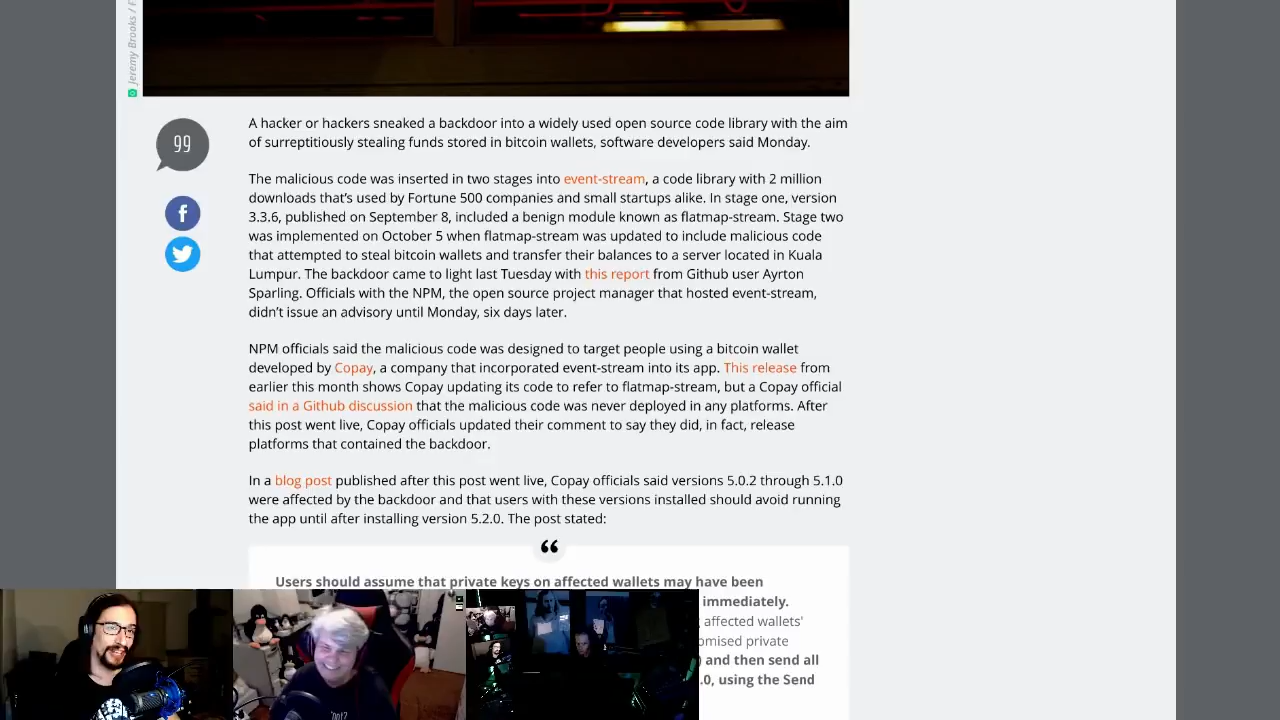 Jeremy Brooks / F
99
A hacker or hackers sneaked a backdoor into a widely used open source code library with the aim
of surreptitiously stealing funds stored in bitcoin wallets, software developers said Monday.
The malicious code was inserted in two stages into event-stream, a code library with 2 million
downloads that's used by Fortune 500 companies and small startups alike. In stage one, version
3.3.6, published on September 8, included a benign module known as flatmap-stream. Stage two
was implemented on October 5 when flatmap-stream was updated to include malicious code
that attempted to steal bitcoin wallets and transfer their balances to a server located in Kuala
Lumpur. The backdoor came to light last Tuesday with this report from Github user Ayrton
Sparling. Officials with the NPM, the open source project manager that hosted event-stream,
didn't issue an advisory until Monday, six days later.
NPM officials said the malicious code was designed to target people using a bitcoin wallet
developed by Copay, a company that incorporated event-stream into its app. This release from
earlier this month shows Copay updating its code to refer to flatmap-stream, but a Copay official
said in a Github discussion that the malicious code was never deployed in any platforms. After
this post went live, Copay officials updated their comment to say they did, in fact, release
platforms that contained the backdoor.
In a blog post published after this post went live, Copay officials said versions 5.0.2 through 5.1.0
were affected by the backdoor and that users with these versions installed should avoid running
the app until after installing version 5.2.0. The post stated:
“
Users should assume that private keys on affected wallets may have been
immediately.
affected wallets'
omised private
) and then send all
.0, using the Send